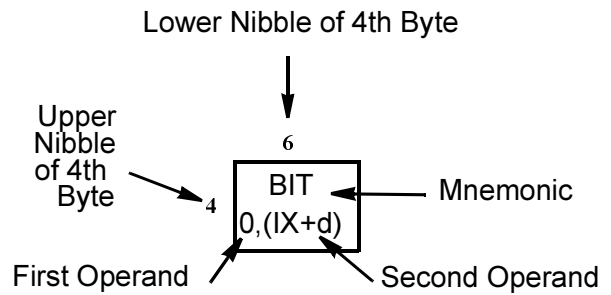 Lower Nibble of 4th Byte
Upper
Nibble
of 4th
Byte
6
4
BIT
0,(IX+d)
Mnemonic
First Operand
Second Operand